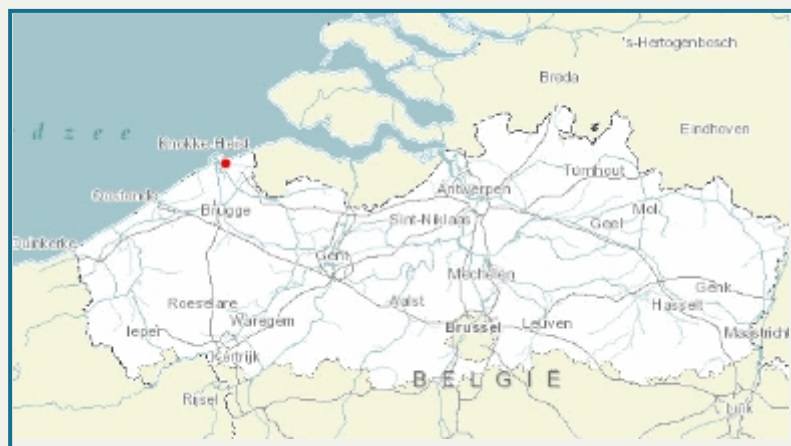 's-Hertogenbosch
Breda
d z e e
Eindhoven
Knokke-Heist
Turnhout
Antwerpen
Oostende
Mol
Brugge
Sint-Niklaas
Geel
Duinkerke
Gent
Mechelen
Genk
Roeselare
Aalst
Hasselt
Waregem
Ieper
Brussel
Leuven
Maastricht
Kortrijk
BELGIË
Rijsel
Luik